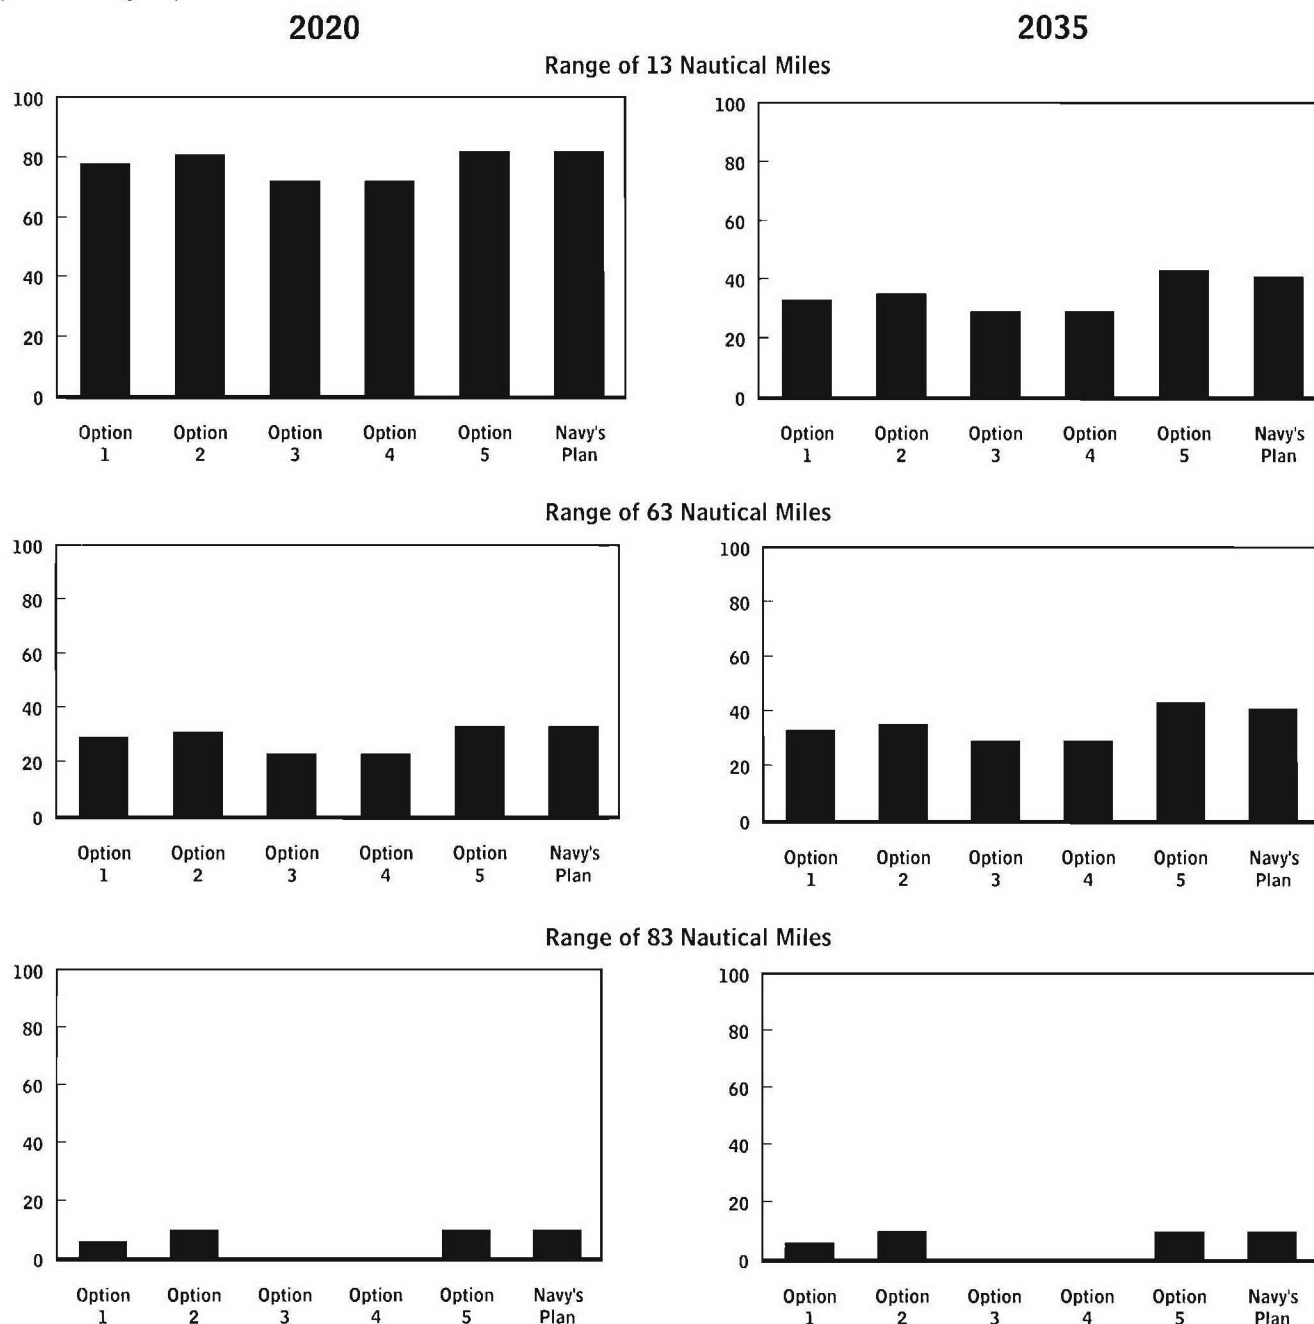 2020 2035
Range of 13 Nautical Miles
100 100
80 80
60 60
40 40
20 20
0 0
Option Option Option Option Option Navy's Option Option Option Option Option Navy's
1 2 3 4 5 Plan 1 2 3 4 5 Plan
Range of 63 Nautical Miles
100 100
80 80
60 60
40 40
20 20
0 0
Option Option Option Option Option Navy's Option Option Option Option Option Navy's
1 2 3 4 5 Plan 1 2 3 4 5 Plan
Range of 83 Nautical Miles
100 100
80 80
60 60
40 40
20 20
0 0
Option Option Option Option Option Navy's Option Option Option Option Option Navy's
1 2 3 4 5 Plan 1 2 3 4 5 Plan